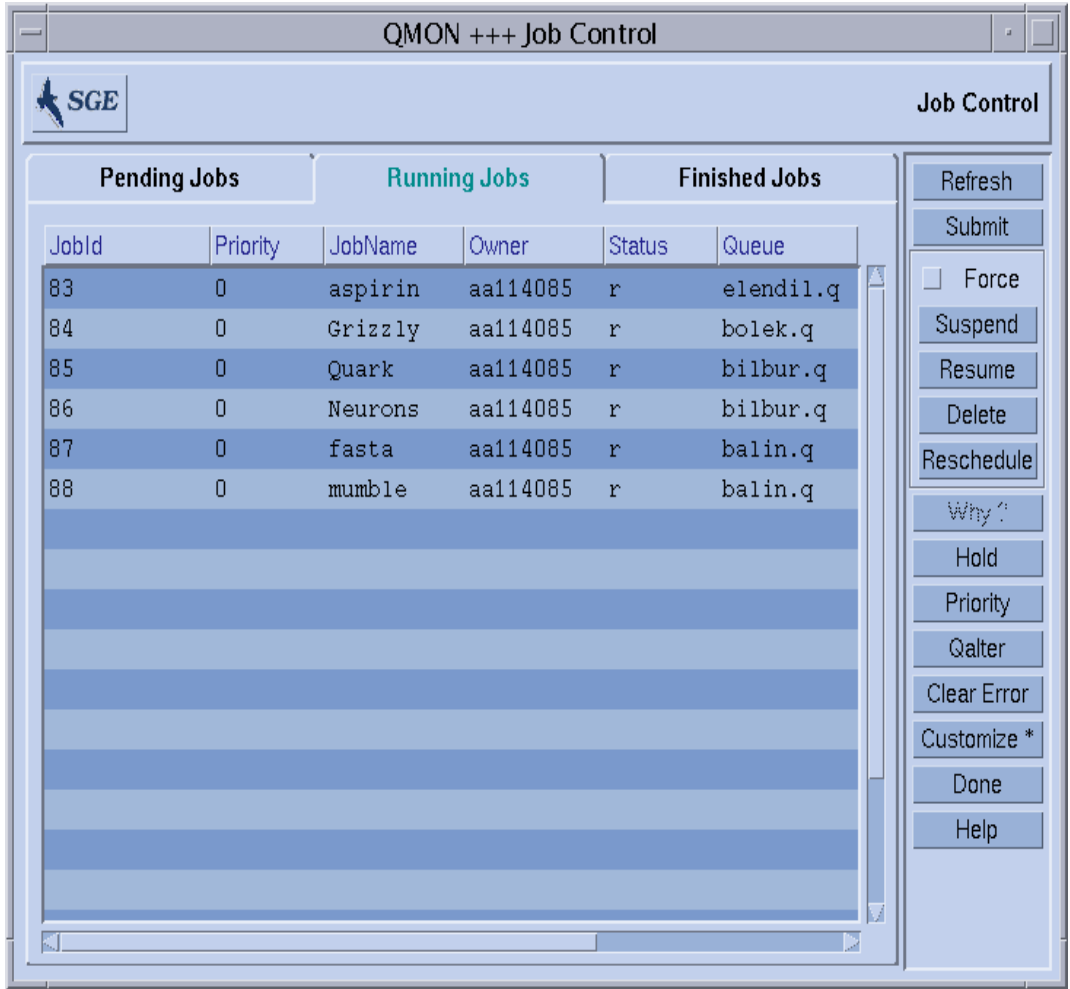 QMON +++ Job Control
SGE
Job Control
Pending Jobs Running Jobs Finished Jobs
JobId Priority JobName Owner Status Queue
83 0 aspirin aa114085 r elendil.q
84 0 Grizzly aa114085 r bolek.q
85 0 Quark aa114085 r bilbur.q
86 0 Neurons aa114085 r bilbur.q
87 0 fasta aa114085 r balin.q
88 0 mumble aa114085 r balin.q
Refresh
Submit
Force
Suspend
Resume
Delete
Reschedule
Why ?
Hold
Priority
Qalter
Clear Error
Customize *
Done
Help